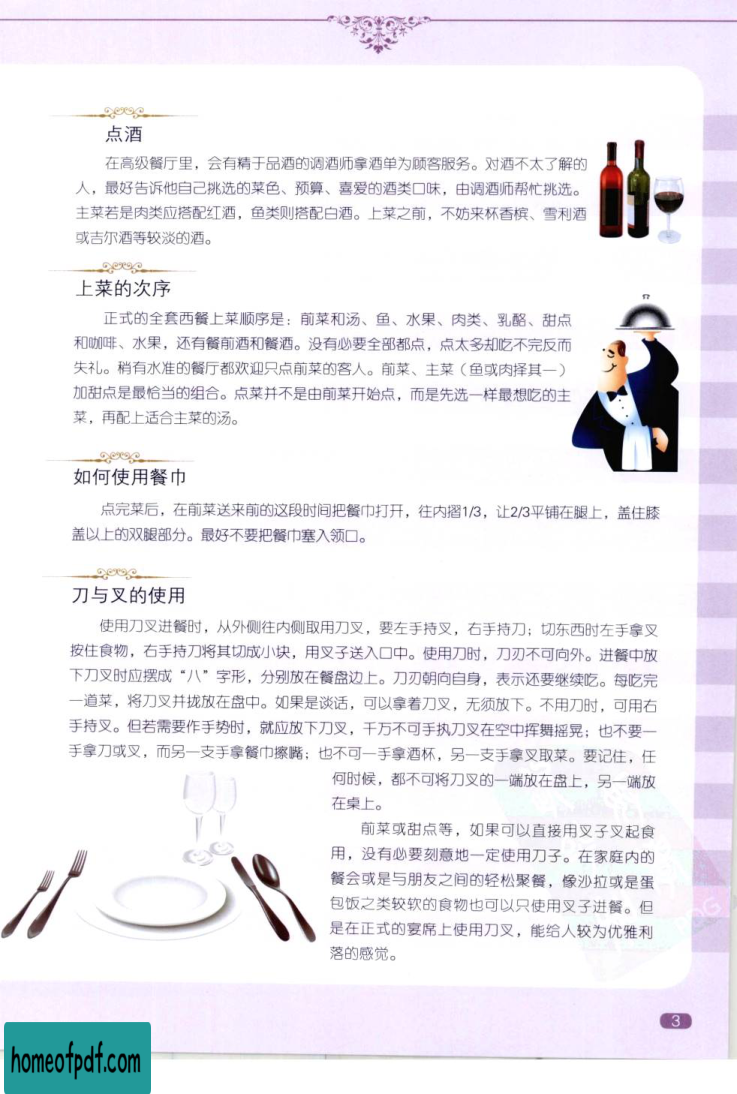 点酒
在高级餐厅里，会有精于品酒的调酒师拿酒单为顾客服务。对酒不太了解的
人，最好告诉他自己挑选的菜色、预算、喜爱的酒类口味，由调酒师帮忙挑选。
主菜若是肉类应搭配红酒，鱼类则搭配白酒。上菜之前，不妨来杯香槟、雪利酒
或吉尔酒等较淡的酒。
上菜的次序
正式的全套西餐上菜顺序是：前菜和汤、鱼、水果、肉类、乳酪、甜点
和咖啡、水果，还有餐前酒和餐酒。没有必要全部都点，点太多却吃不完反而
失礼。稍有水准的餐厅都欢迎只点前菜的客人。前菜、主菜（鱼或肉择其一）
加甜点是最恰当的组合。点菜并不是由前菜开始点，而是先选一样最想吃的主
菜，再配上适合主菜的汤。
如何使用餐巾
点完菜后，在前菜送来前的这段时间把餐巾打开，往内摺1/3，让2/3平铺在腿上，盖住膝
盖以上的双腿部分。最好不要把餐巾塞入领口。
刀与叉的使用
使用刀叉进餐时，从外侧往内侧取用刀叉，要左手持叉，右手持刀；切东西时左手拿叉
按住食物，右手持刀将其切成小块，用叉子送入口中。使用刀时，刀刃不可向外。进餐中放
下刀叉时应摆成“八”字形，分别放在餐盘边上。刀刃朝向自身，表示还要继续吃。每吃完
一道菜，将刀叉并拢放在盘中。如果是谈话，可以拿着刀叉，无须放下。不用刀时，可用右
手持叉。但若需要作手势时，就应放下刀叉，千万不可手执刀叉在空中挥舞摇晃；也不要一
手拿刀或叉，而另一支手拿餐巾擦嘴；也不可一手拿酒杯，另一支手拿叉取菜。要记住，任
何时候，都不可将刀叉的一端放在盘上，另一端放
在桌上。
前菜或甜点等，如果可以直接用叉子叉起食
用，没有必要刻意地一定使用刀子。在家庭内的
餐会或是与朋友之间的轻松聚餐，像沙拉或是蛋
包饭之类较软的食物也可以只使用叉子进餐。但
是在正式的宴席上使用刀叉，能给人较为优雅利
落的感觉。
3
homeofpdf.com